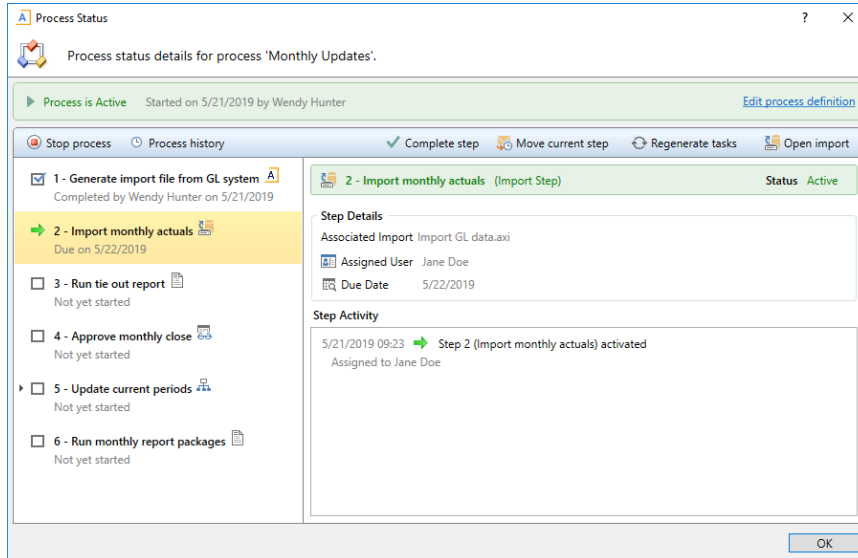 A Process Status ? X
Process status details for process 'Monthly Updates'.
Process is Active Started on 5/21/2019 by Wendy Hunter Edit process definition
Stop process Process history Complete step Move current step Regenerate tasks Open import
1 - Generate import file from GL system A
Completed by Wendy Hunter on 5/21/2019
2 - Import monthly actuals
Due on 5/22/2019
3 - Run tie out report
Not yet started
4 - Approve monthly close
Not yet started
5 - Update current periods
Not yet started
6 - Run monthly report packages
Not yet started
2 - Import monthly actuals (Import Step) Status Active
Step Details
Associated Import Import GL data.axi
Assigned User Jane Doe
Due Date 5/22/2019
Step Activity
5/21/2019 09:23 Step 2 (Import monthly actuals) activated
Assigned to Jane Doe
OK